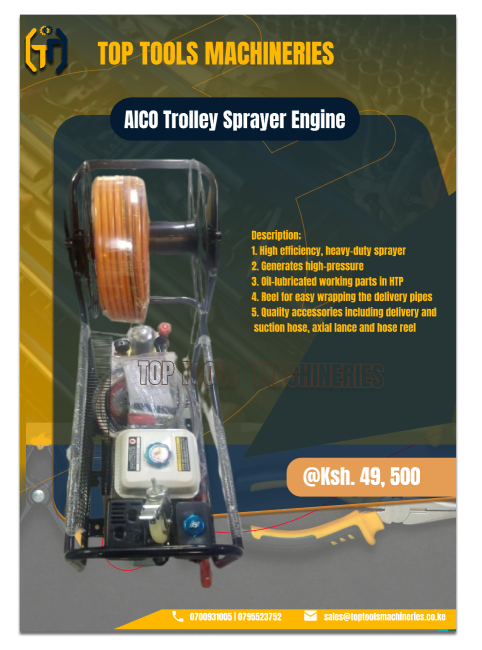 TOP TOOLS MACHINERIES
AICO Trolley Sprayer Engine
Description;
1. High efficiency, heavy-duty sprayer
2. Generates high-pressure
3. Oil-lubricated working parts in HTP
4. Reel for easy wrapping the delivery pipes
5. Quality accessories including delivery and
suction hose, axial lance and hose reel
TOP TOOLS MACHINERIES
@Ksh. 49, 500
0700931005 | 0795523752
sales@toptoolsmachineries.co.ke